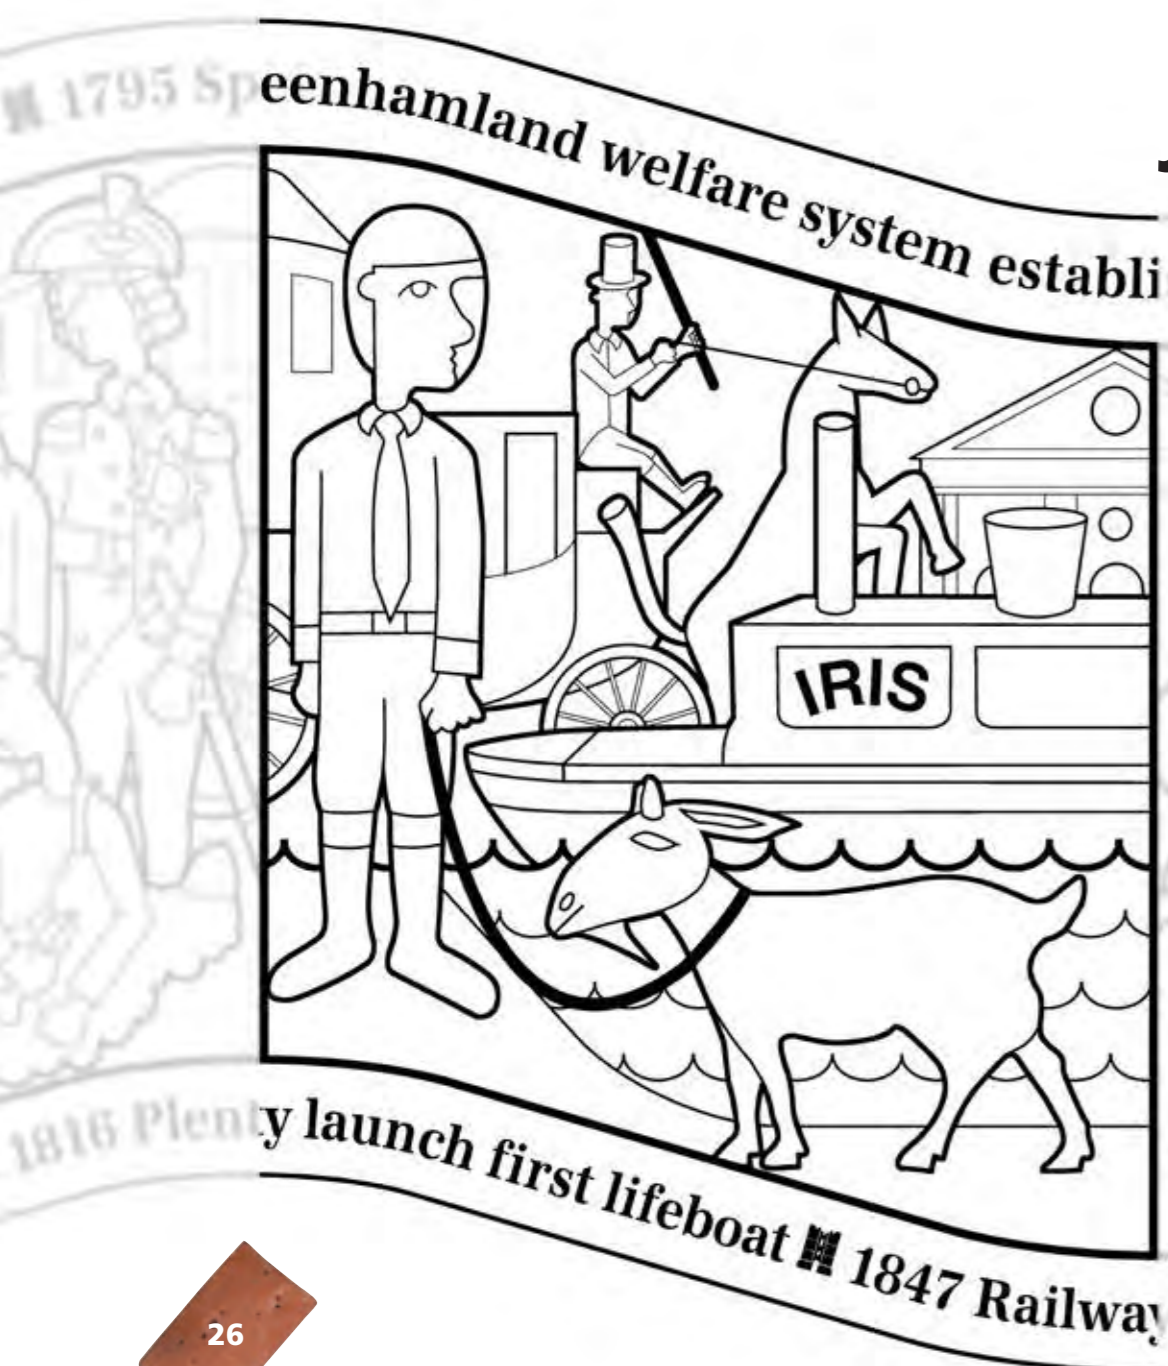 1795 Speenhamland welfare system establi
IRIS
1816 Plenty launch first lifeboat 1847 Railway
26